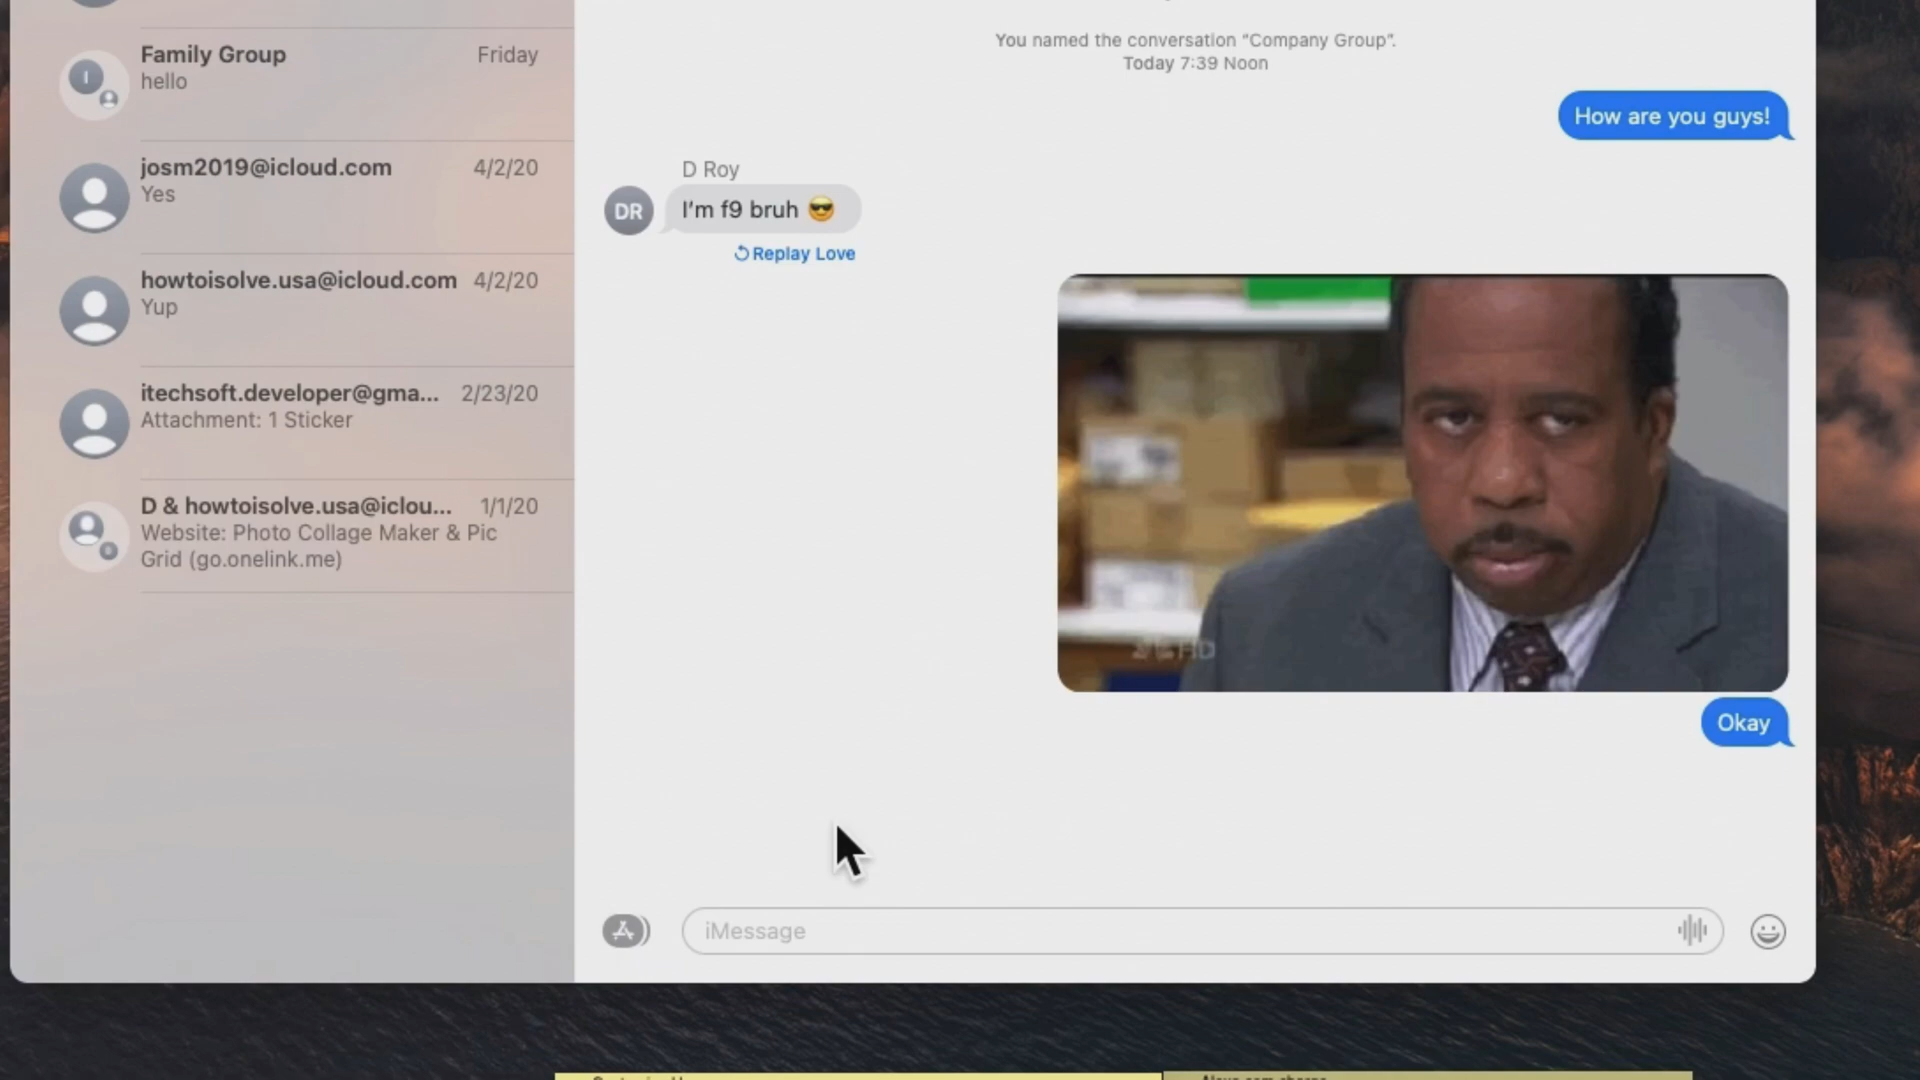 Family Group
Friday
hello
josm2019@icloud.com
4/2/20
Yes
howtoisolve.usa@icloud.com
4/2/20
Yup
itechsoft.developer@gma...
2/23/20
Attachment: 1 Sticker
D & howtoisolve.usa@iclou...
1/1/20
Website: Photo Collage Maker & Pic
Grid (go.onelink.me)
You named the conversation “Company Group”.
Today 7:39 Noon
How are you guys!
D Roy
DR
I’m f9 bruh 😎
Replay Love
HD
Okay
iMessage